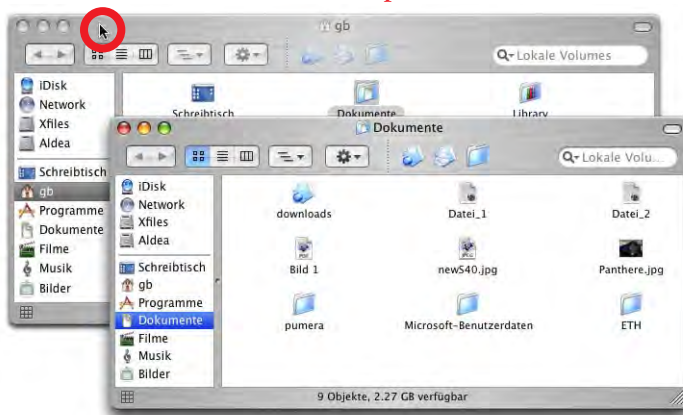 gb
Lokale Volumes
iDisk
Network
Xfiles
Aldea
Schreibtisch
gb
Programme
Dokumente
Filme
Musik
Bilder
Schreibtisch
Dokumente
Library
Dokumente
Lokale Volu...
iDisk
Network
Xfiles
Aldea
Schreibtisch
gb
Programme
Dokumente
Filme
Musik
Bilder
downloads
Datei_1
Datei_2
Bild 1
newS40.jpg
Panthere.jpg
pumera
Microsoft-Benutzerdaten
ETH
9 Objekte, 2.27 GB verfügbar